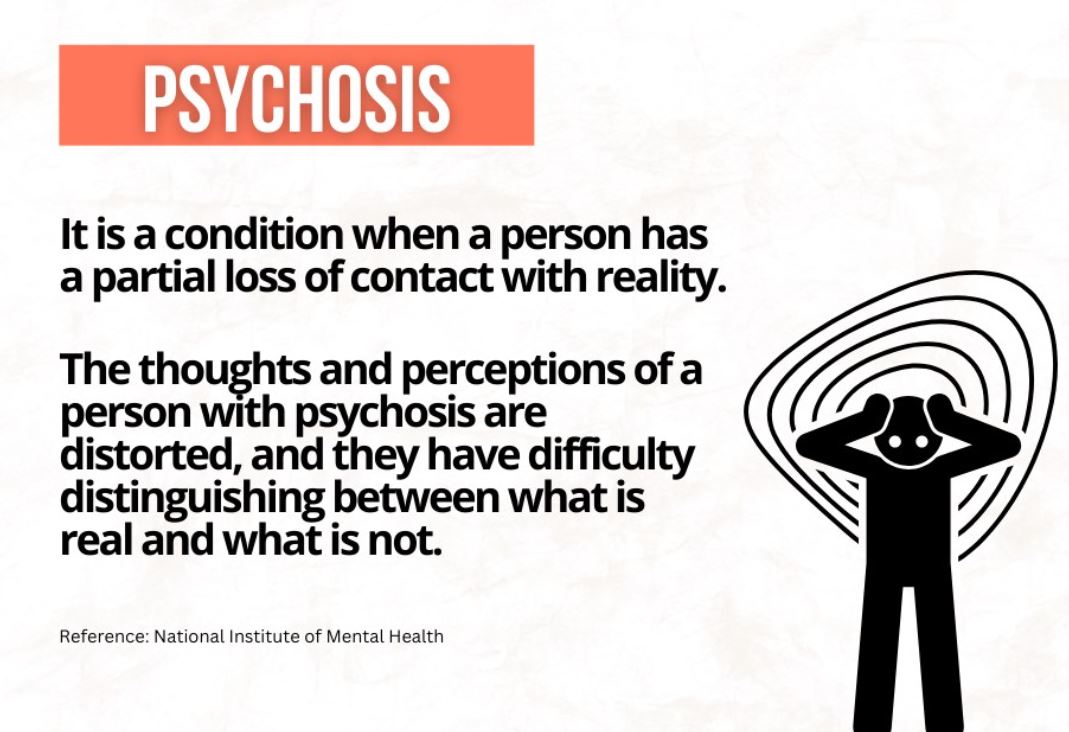 PSYCHOSIS
It is a condition when a person has
a partial loss of contact with reality.
The thoughts and perceptions of a
person with psychosis are
distorted, and they have difficulty
distinguishing between what is
real and what is not.
Reference: National Institute of Mental Health